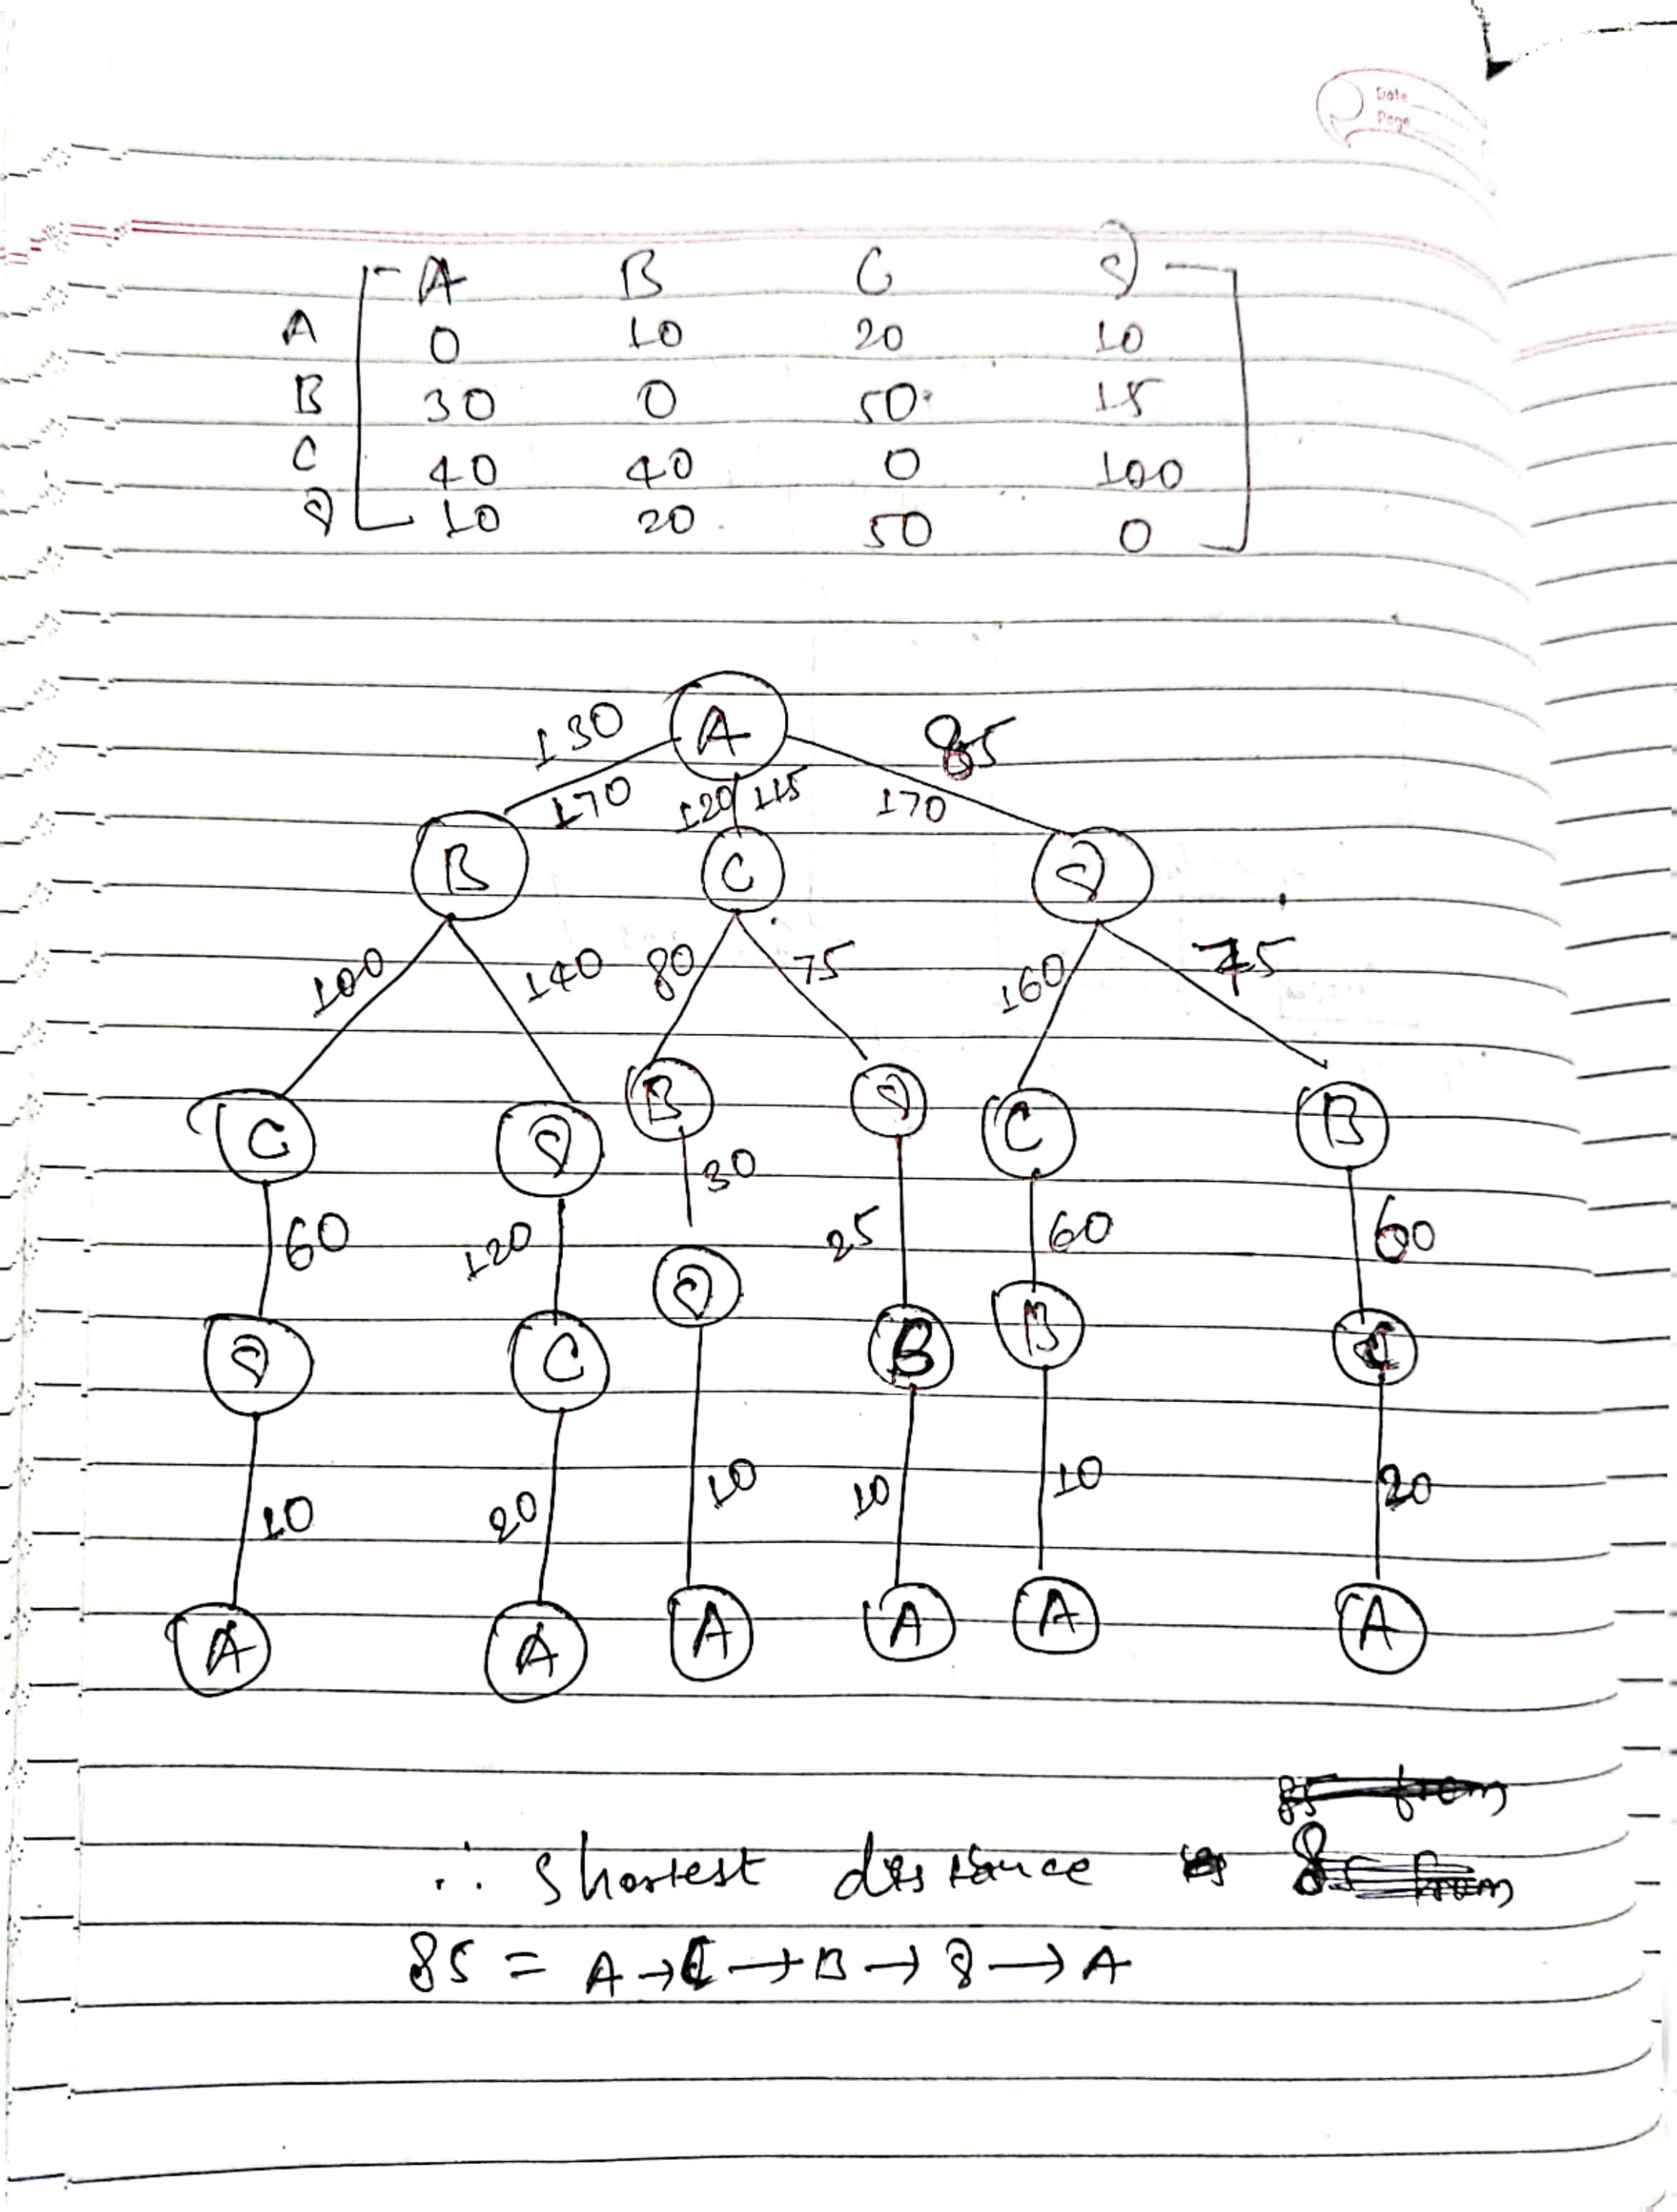 Date
Page
A B C D
A 0 10 20 10
B 30 0 50 15
C 40 40 0 100
D 10 20 50 0
A
130 85
170 120 115 170
B C D
100 140 80 75 160 75
C D B D C B
60 120 30 25 60 60
D C D B B C
10 20 10 10 10 20
A A A A A A
∴ shortest distance is
85 = A → C → B → D → A